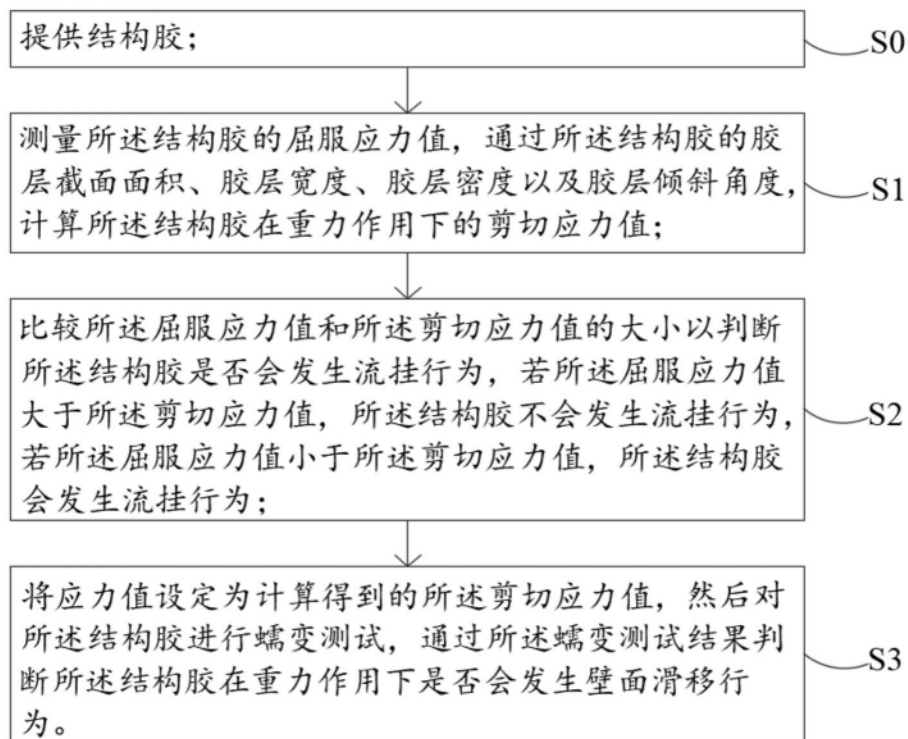 提供结构胶;
S0
测量所述结构胶的屈服应力值，通过所述结构胶的胶
层截面面积、胶层宽度、胶层密度以及胶层倾斜角度，
计算所述结构胶在重力作用下的剪切应力值;
S1
比较所述屈服应力值和所述剪切应力值的大小以判断
所述结构胶是否会发生流挂行为，若所述屈服应力值
大于所述剪切应力值，所述结构胶不会发生流挂行为，
若所述屈服应力值小于所述剪切应力值，所述结构胶
会发生流挂行为;
S2
将应力值设定为计算得到的所述剪切应力值，然后对
所述结构胶进行蠕变测试，通过所述蠕变测试结果判
断所述结构胶在重力作用下是否会发生壁面滑移行
为。
S3